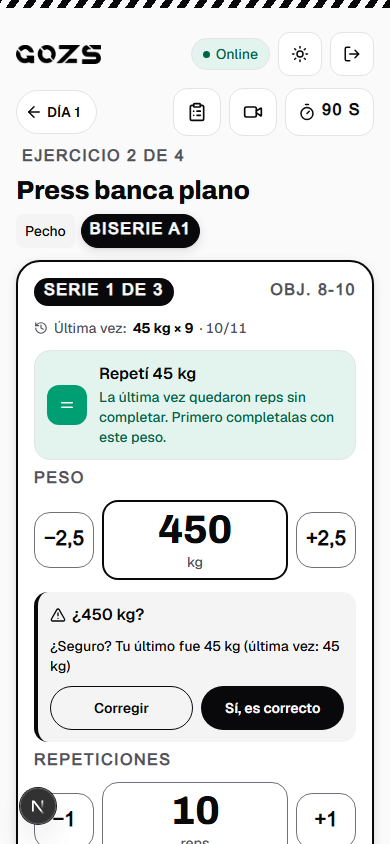 GOZS
Online
DÍA 1
90 S
EJERCICIO 2 DE 4
Press banca plano
Pecho
BISERIE A1
SERIE 1 DE 3
OBJ. 8-10
Última vez: 45 kg × 9 · 10/11
=
Repetí 45 kg
La última vez quedaron reps sin
completar. Primero completalas con
este peso.
PESO
−2,5
450
kg
+2,5
¿450 kg?
¿Seguro? Tu último fue 45 kg (última vez: 45
kg)
Corregir
Sí, es correcto
REPETICIONES
N
−1
10
reps
+1